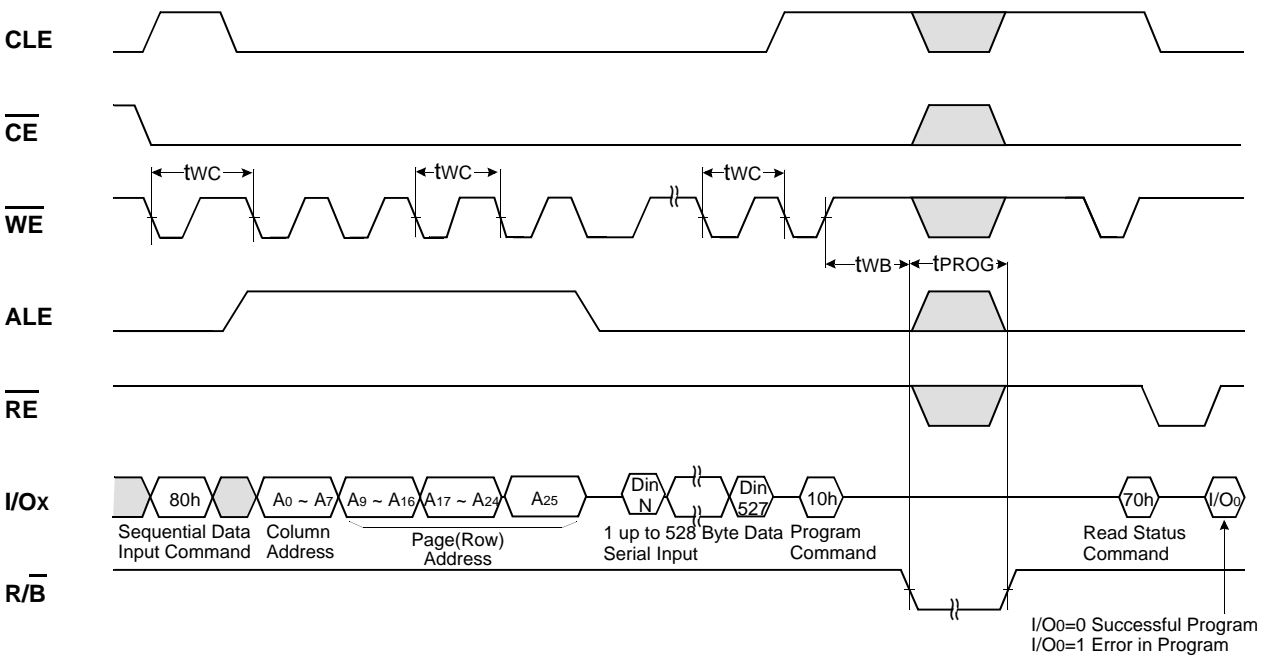 CLE
CE
tWC
tWC
tWC
WE
tWB
tPROG
ALE
RE
I/Ox
80h
A0 ~ A7
A9 ~ A16
A17 ~ A24
A25
Din
N
Din
527
10h
70h
I/O0
Sequential Data
Input Command
Column
Address
Page(Row)
Address
1 up to 528 Byte Data
Serial Input
Program
Command
Read Status
Command
R/B
I/O0=0 Successful Program
I/O0=1 Error in Program